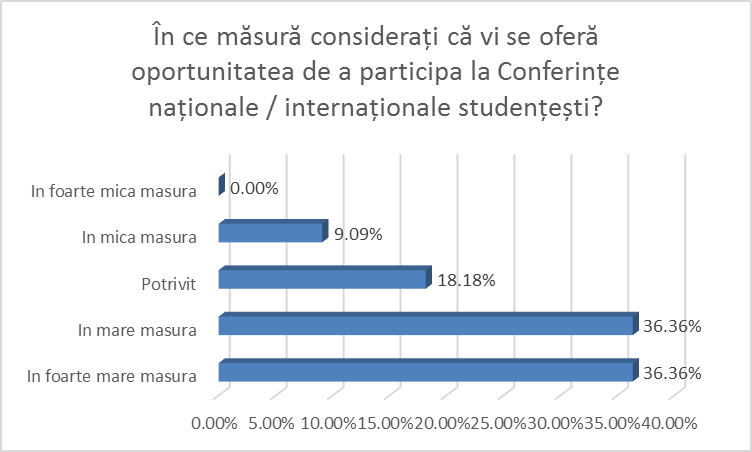 În ce măsură considerați că vi se oferă
oportunitatea de a participa la Conferințe
naționale / internaționale studențești?
In foarte mica masura
0.00%
In mica masura
9.09%
Potrivit
18.18%
In mare masura
36.36%
In foarte mare masura
36.36%
0.00% 5.00% 10.00% 15.00% 20.00% 25.00% 30.00% 35.00% 40.00%